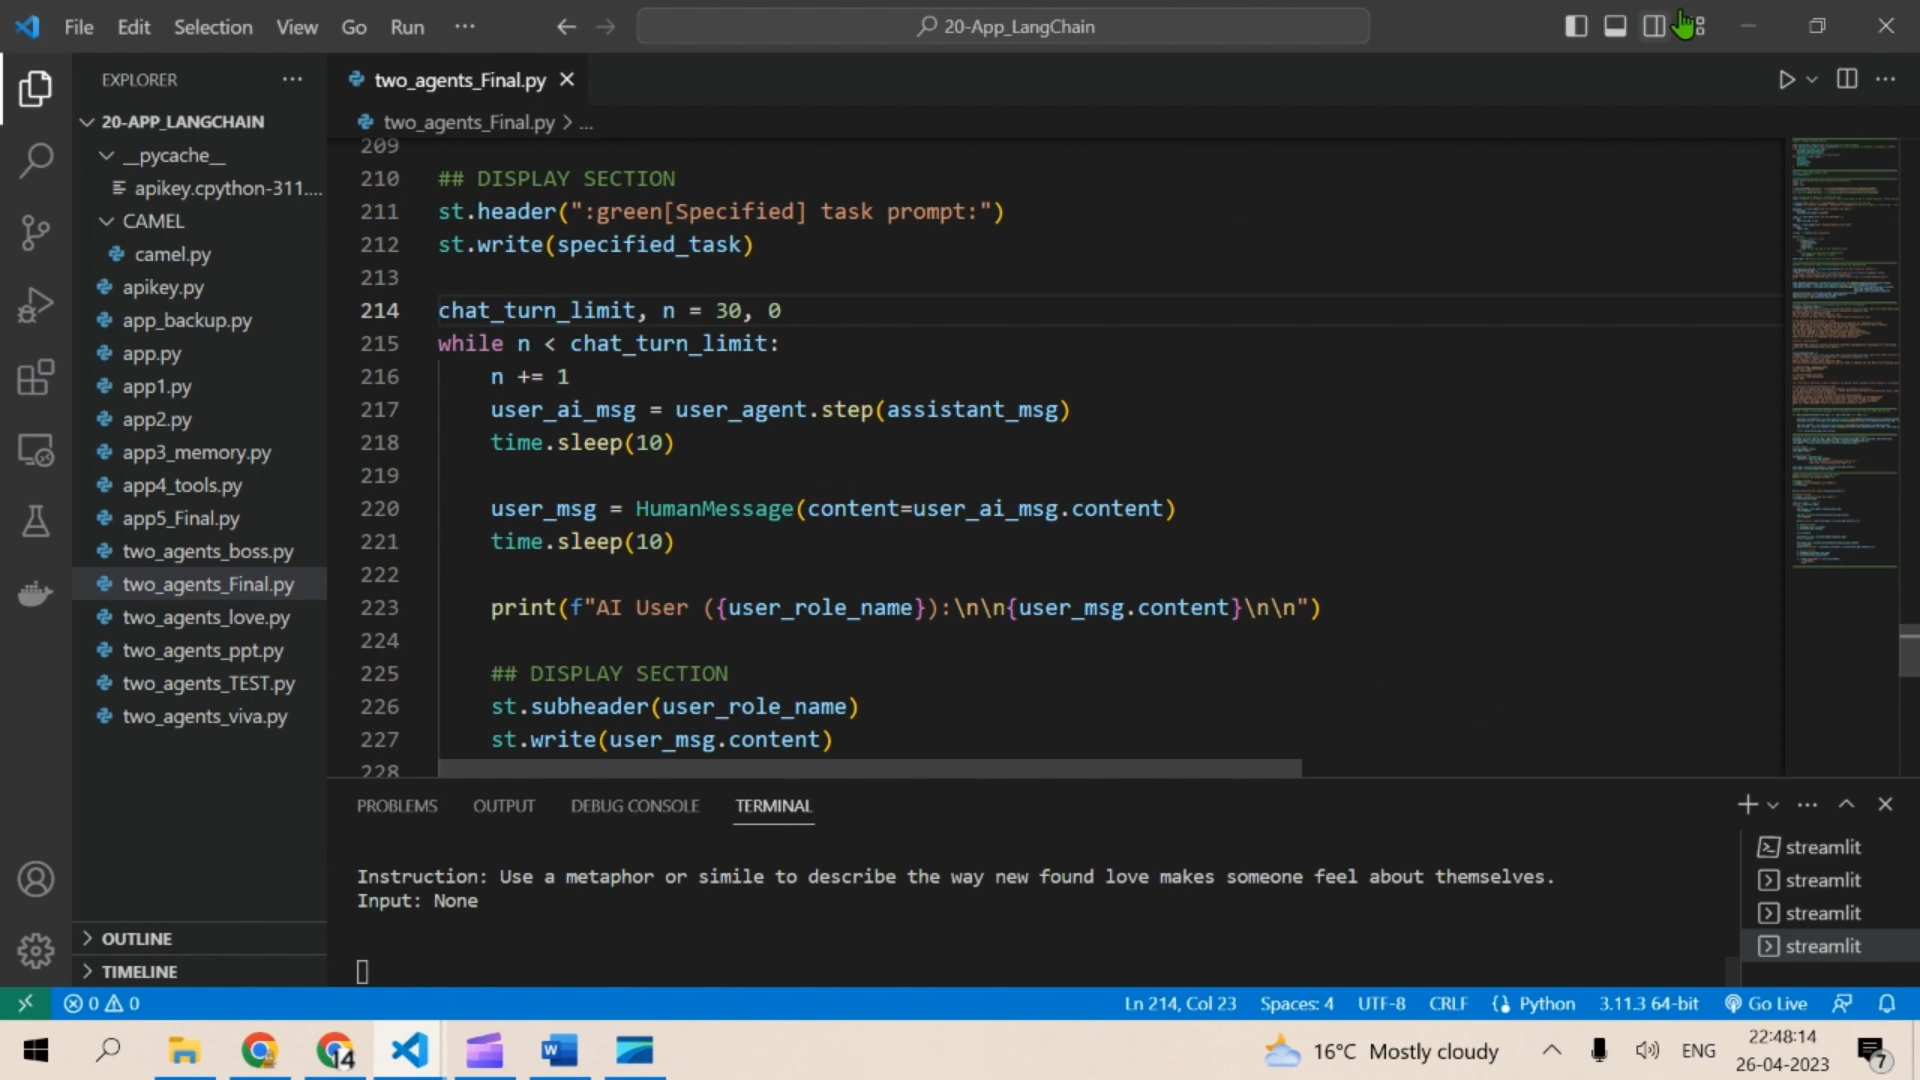 File Edit Selection View Go Run ···
20-App_LangChain
EXPLORER ···
20-APP_LANGCHAIN
__pycache__
apikey.cpython-311....
CAMEL
camel.py
apikey.py
app_backup.py
app.py
app1.py
app2.py
app3_memory.py
app4_tools.py
app5_Final.py
two_agents_boss.py
two_agents_Final.py
two_agents_love.py
two_agents_ppt.py
two_agents_TEST.py
two_agents_viva.py
OUTLINE
TIMELINE
two_agents_Final.py
two_agents_Final.py > ...
209
210 ## DISPLAY SECTION
211 st.header(":green[Specified] task prompt:")
212 st.write(specified_task)
213
214 chat_turn_limit, n = 30, 0
215 while n < chat_turn_limit:
216 n += 1
217 user_ai_msg = user_agent.step(assistant_msg)
218 time.sleep(10)
219
220 user_msg = HumanMessage(content=user_ai_msg.content)
221 time.sleep(10)
222
223 print(f"AI User ({user_role_name}):\n\n{user_msg.content}\n\n")
224
225 ## DISPLAY SECTION
226 st.subheader(user_role_name)
227 st.write(user_msg.content)
228
PROBLEMS OUTPUT DEBUG CONSOLE TERMINAL
Instruction: Use a metaphor or simile to describe the way new found love makes someone feel about themselves.
Input: None
streamlit
streamlit
streamlit
streamlit
0 0
Ln 214, Col 23 Spaces: 4 UTF-8 CRLF Python 3.11.3 64-bit Go Live
14
W
16°C Mostly cloudy
ENG
22:48:14
26-04-2023
7